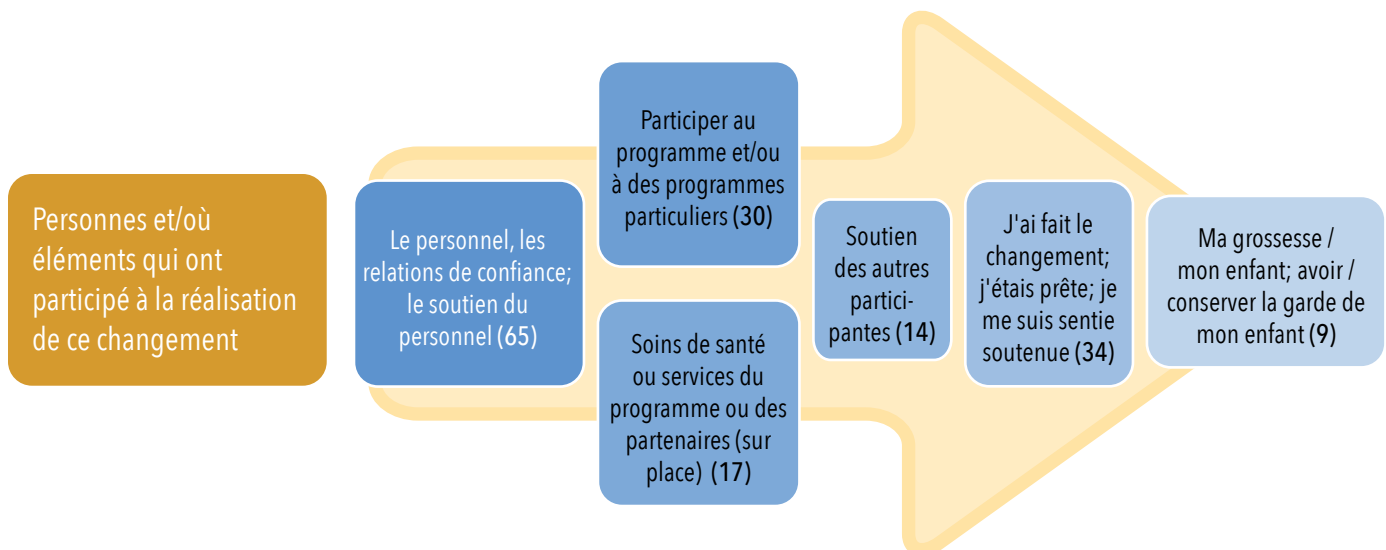 Personnes et/où
éléments qui ont
participé à la réalisation
de ce changement
Le personnel, les
relations de confiance;
le soutien du
personnel (65)
Participer au
programme et/ou
à des programmes
particuliers (30)
Soins de santé
ou services du
programme ou des
partenaires (sur
place) (17)
Soutien
des autres
partici-
pantes (14)
J'ai fait le
changement;
j'étais prête; je
me suis sentie
soutenue (34)
Ma grossesse /
mon enfant; avoir /
conserver la garde de
mon enfant (9)